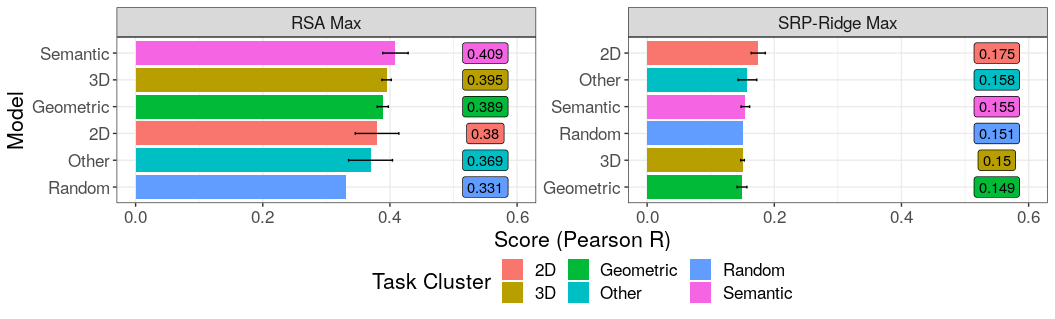 RSA Max
SRP-Ridge Max
Model
Semantic 0.409
3D 0.395
Geometric 0.389
2D 0.38
Other 0.369
Random 0.331
0.0 0.2 0.4 0.6
2D 0.175
Other 0.158
Semantic 0.155
Random 0.151
3D 0.15
Geometric 0.149
0.0 0.2 0.4 0.6
Score (Pearson R)
Task Cluster
2D Geometric Random
3D Other Semantic